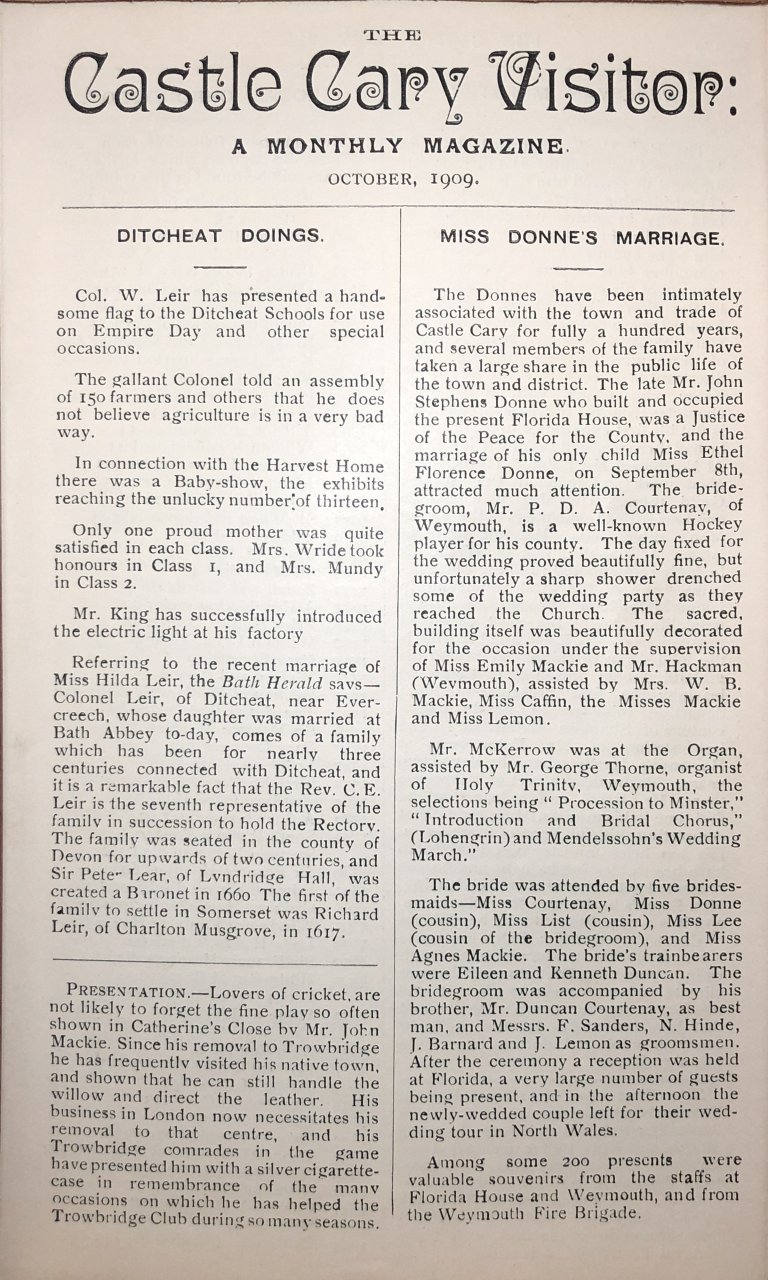 THE
Castle Cary Visitor:
A MONTHLY MAGAZINE.
OCTOBER, 1909.
DITCHEAT DOINGS.
Col. W. Leir has presented a hand-
some flag to the Ditcheat Schools for use
on Empire Day and other special
occasions.
The gallant Colonel told an assembly
of 150 farmers and others that he does
not believe agriculture is in a very bad
way.
In connection with the Harvest Home
there was a Baby-show, the exhibits
reaching the unlucky number of thirteen.
Only one proud mother was quite
satisfied in each class. Mrs. Wride took
honours in Class 1, and Mrs. Mundy
in Class 2.
Mr. King has successfully introduced
the electric light at his factory
Referring to the recent marriage of
Miss Hilda Leir, the Bath Herald says—
Colonel Leir, of Ditcheat, near Ever-
creech, whose daughter was married at
Bath Abbey to-day, comes of a family
which has been for nearly three
centuries connected with Ditcheat, and
it is a remarkable fact that the Rev. C. E.
Leir is the seventh representative of the
family in succession to hold the Rectory.
The family was seated in the county of
Devon for upwards of two centuries, and
Sir Peter Lear, of Lyndridge Hall, was
created a Baronet in 1660 The first of the
family to settle in Somerset was Richard
Leir, of Charlton Musgrove, in 1617.
PRESENTATION.—Lovers of cricket, are
not likely to forget the fine play so often
shown in Catherine's Close by Mr. John
Mackie. Since his removal to Trowbridge
he has frequently visited his native town,
and shown that he can still handle the
willow and direct the leather. His
business in London now necessitates his
removal to that centre, and his
Trowbridge comrades in the game
have presented him with a silver cigarette-
case in remembrance of the many
occasions on which he has helped the
Trowbridge Club during so many seasons.
MISS DONNE'S MARRIAGE.
The Donnes have been intimately
associated with the town and trade of
Castle Cary for fully a hundred years,
and several members of the family have
taken a large share in the public life of
the town and district. The late Mr. John
Stephens Donne who built and occupied
the present Florida House, was a Justice
of the Peace for the County, and the
marriage of his only child Miss Ethel
Florence Donne, on September 8th,
attracted much attention. The bride-
groom, Mr. P. D. A. Courtenay, of
Weymouth, is a well-known Hockey
player for his county. The day fixed for
the wedding proved beautifully fine, but
unfortunately a sharp shower drenched
some of the wedding party as they
reached the Church. The sacred,
building itself was beautifully decorated
for the occasion under the supervision
of Miss Emily Mackie and Mr. Hackman
(Weymouth), assisted by Mrs. W. B.
Mackie, Miss Caffin, the Misses Mackie
and Miss Lemon.
Mr. McKerrow was at the Organ,
assisted by Mr. George Thorne, organist
of Holy Trinity, Weymouth, the
selections being " Procession to Minster,"
" Introduction and Bridal Chorus,"
(Lohengrin) and Mendelssohn's Wedding
March."
The bride was attended by five brides-
maids—Miss Courtenay, Miss Donne
(cousin), Miss List (cousin), Miss Lee
(cousin of the bridegroom), and Miss
Agnes Mackie. The bride's trainbearers
were Eileen and Kenneth Duncan. The
bridegroom was accompanied by his
brother, Mr. Duncan Courtenay, as best
man, and Messrs. F. Sanders, N. Hinde,
J. Barnard and J. Lemon as groomsmen.
After the ceremony a reception was held
at Florida, a very large number of guests
being present, and in the afternoon the
newly-wedded couple left for their wed-
ding tour in North Wales.
Among some 200 presents were
valuable souvenirs from the staffs at
Florida House and Weymouth, and from
the Weymouth Fire Brigade.